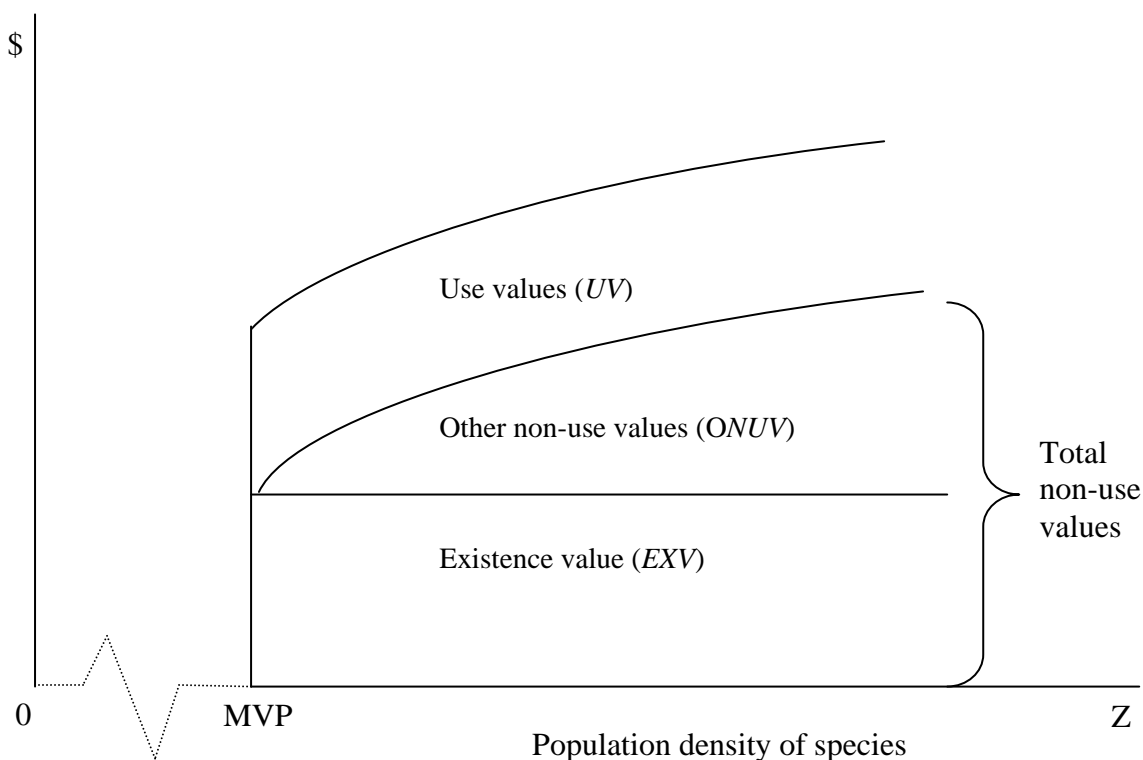 $
Use values (UV)
Other non-use values (ONUV)
Total
non-use
values
Existence value (EXV)
0
MVP
Z
Population density of species